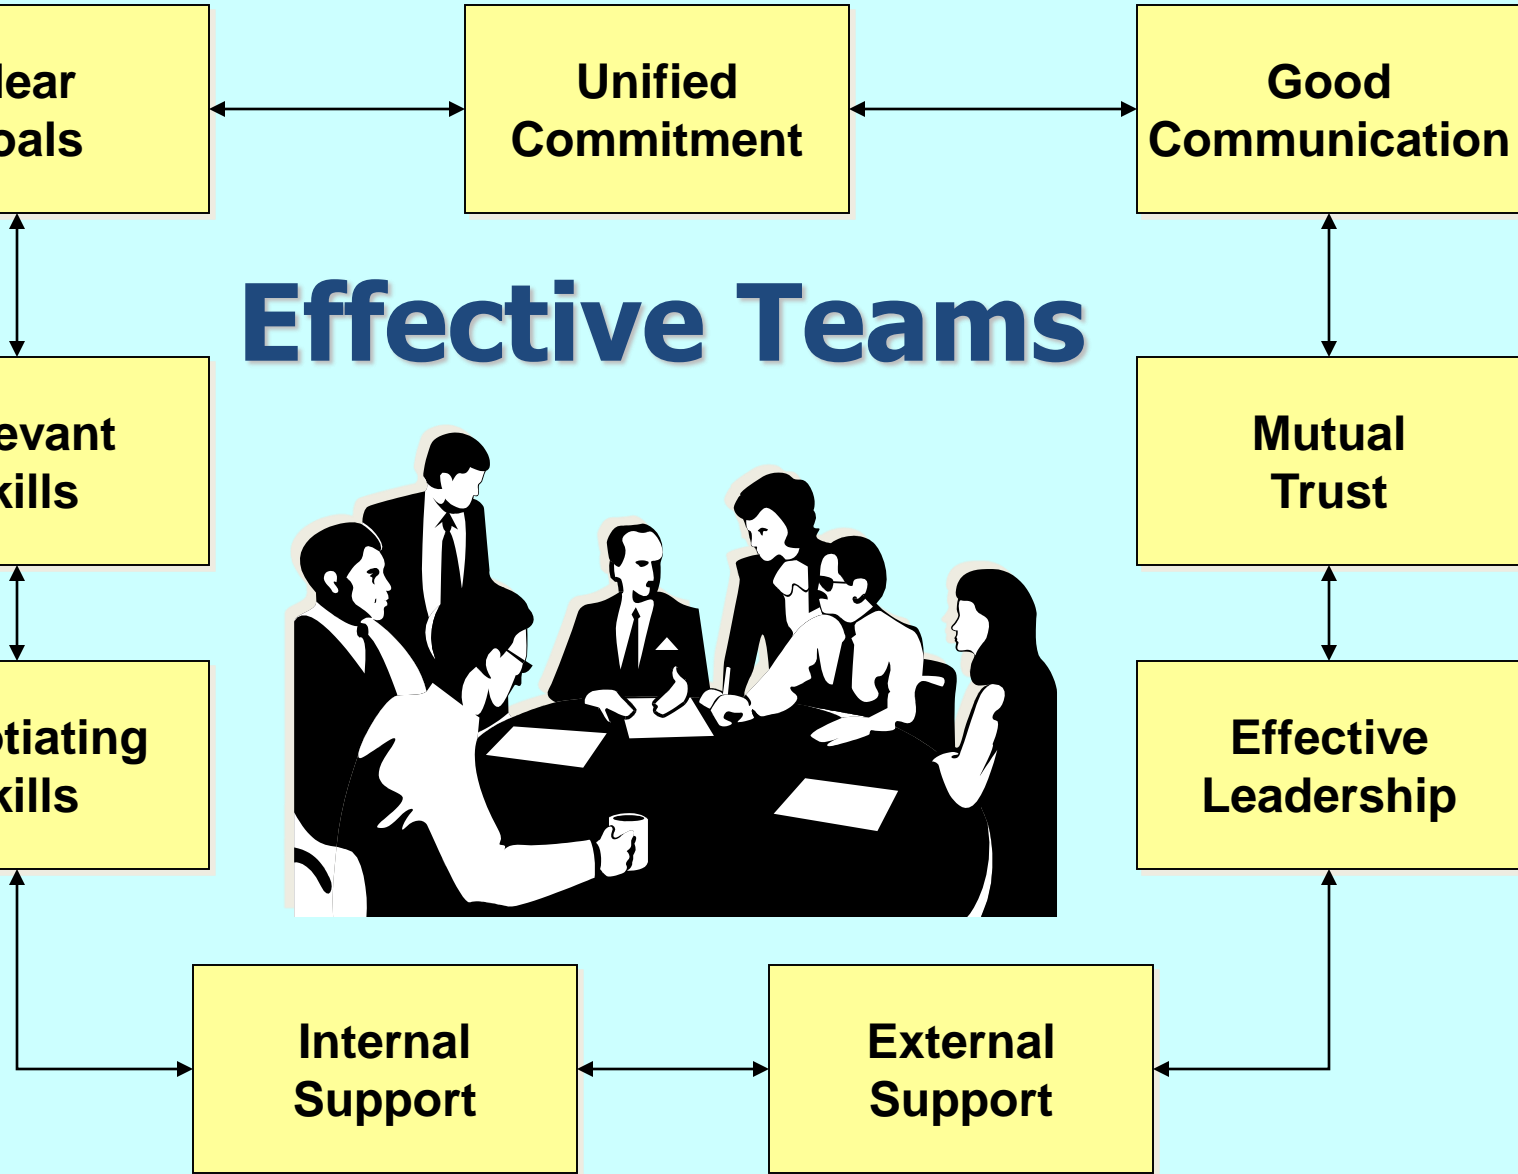 lear
oals
Unified
Commitment
Good
Communication
Effective Teams
evant
kills
Mutual
Trust
otiating
kills
Effective
Leadership
Internal
Support
External
Support